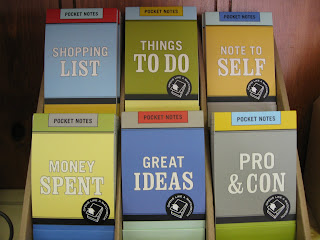 POCKET NOTES
SHOPPING
LIST
POCKET NOTES
THINGS
TO DO
POCKET NOTES
NOTE TO
SELF
POCKET NOTES
MONEY
SPENT
POCKET NOTES
GREAT
IDEAS
POCKET NOTES
PRO
& CON